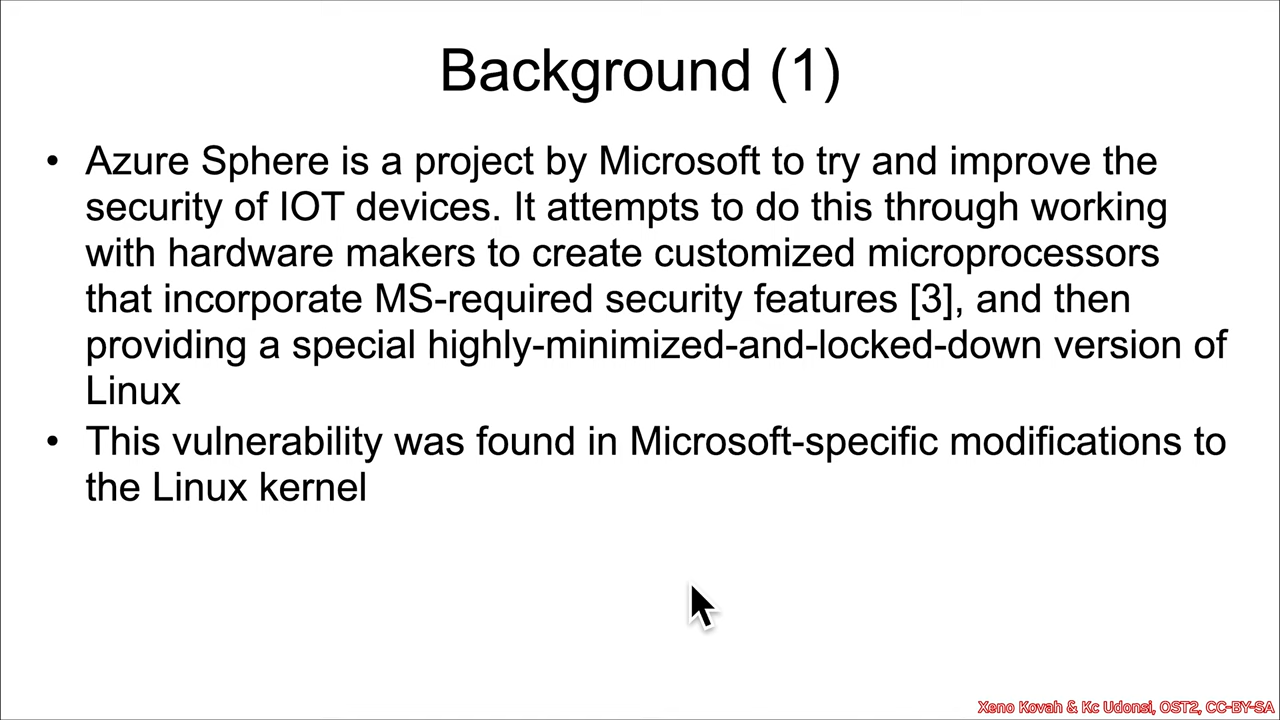 Background (1)
• Azure Sphere is a project by Microsoft to try and improve the
security of IOT devices. It attempts to do this through working
with hardware makers to create customized microprocessors
that incorporate MS-required security features [3], and then
providing a special highly-minimized-and-locked-down version of
Linux
• This vulnerability was found in Microsoft-specific modifications to
the Linux kernel
Xeno Kovah & Kc Udonsi, OST2, CC-BY-SA